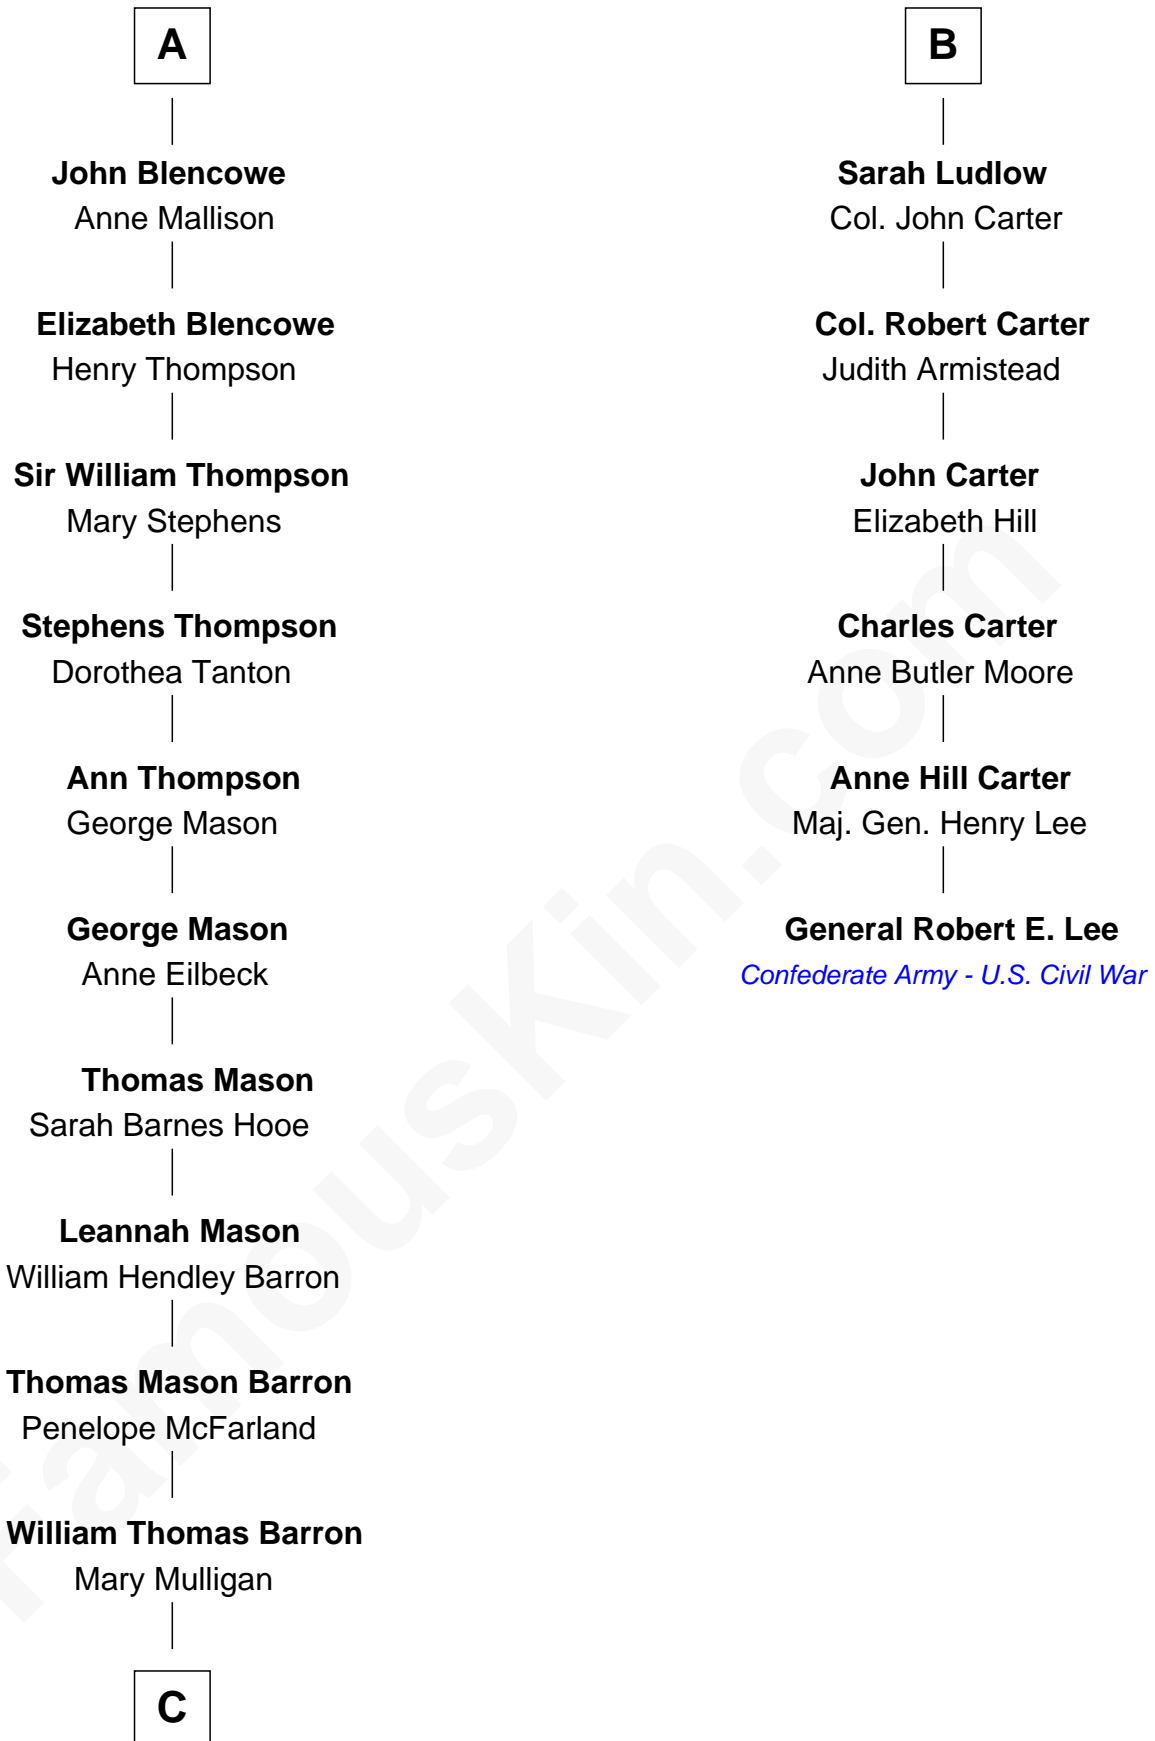 A
John Blencowe
Anne Mallison
Elizabeth Blencowe
Henry Thompson
Sir William Thompson
Mary Stephens
Stephens Thompson
Dorothea Tanton
Ann Thompson
George Mason
George Mason
Anne Eilbeck
Thomas Mason
Sarah Barnes Hooe
Leannah Mason
William Hendley Barron
Thomas Mason Barron
Penelope McFarland
William Thomas Barron
Mary Mulligan
C
B
Sarah Ludlow
Col. John Carter
Col. Robert Carter
Judith Armistead
John Carter
Elizabeth Hill
Charles Carter
Anne Butler Moore
Anne Hill Carter
Maj. Gen. Henry Lee
General Robert E. Lee
Confederate Army - U.S. Civil War
FamousKin.com